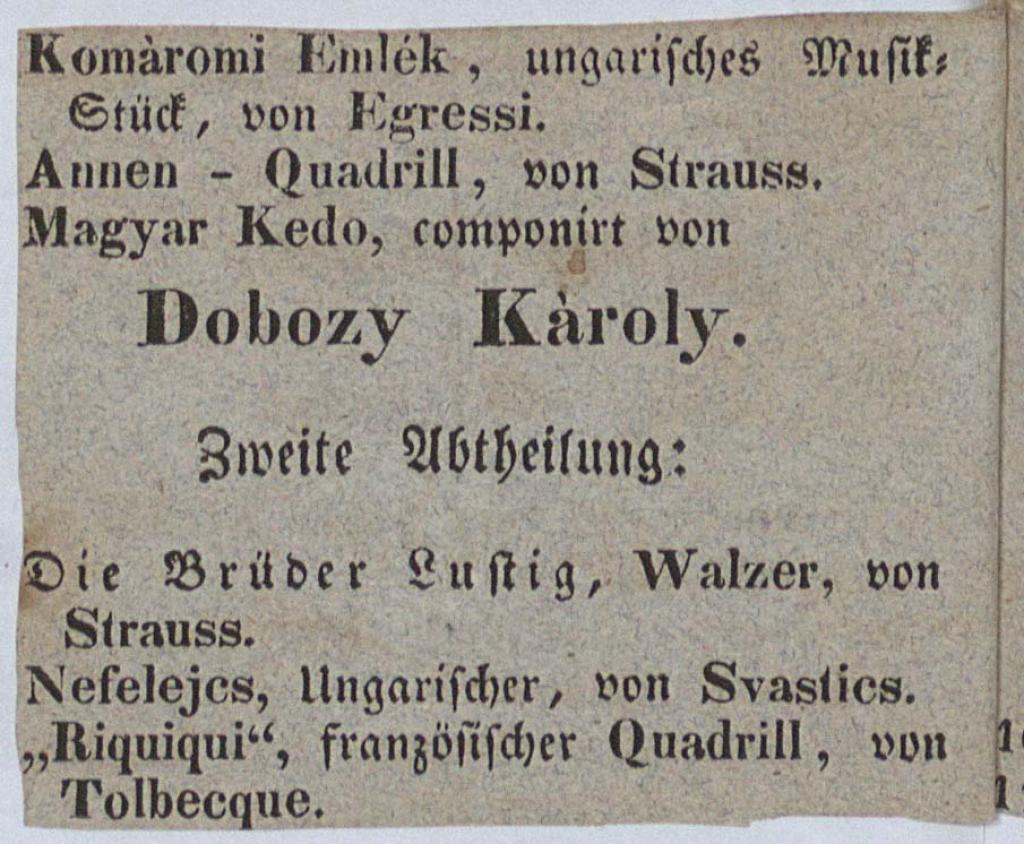 Komàromi Emlék, ungarisches Musik-
Stück, von Egressi.
Annen - Quadrill, von Strauss.
Magyar Kedo, componirt von
Dobozy Kàroly.
Zweite Abtheilung:
Die Brüder Lustig, Walzer, von
Strauss.
Nefelejcs, Ungarischer, von Svastics.
„Riquiqui“, französischer Quadrill, von
Tolbecque.